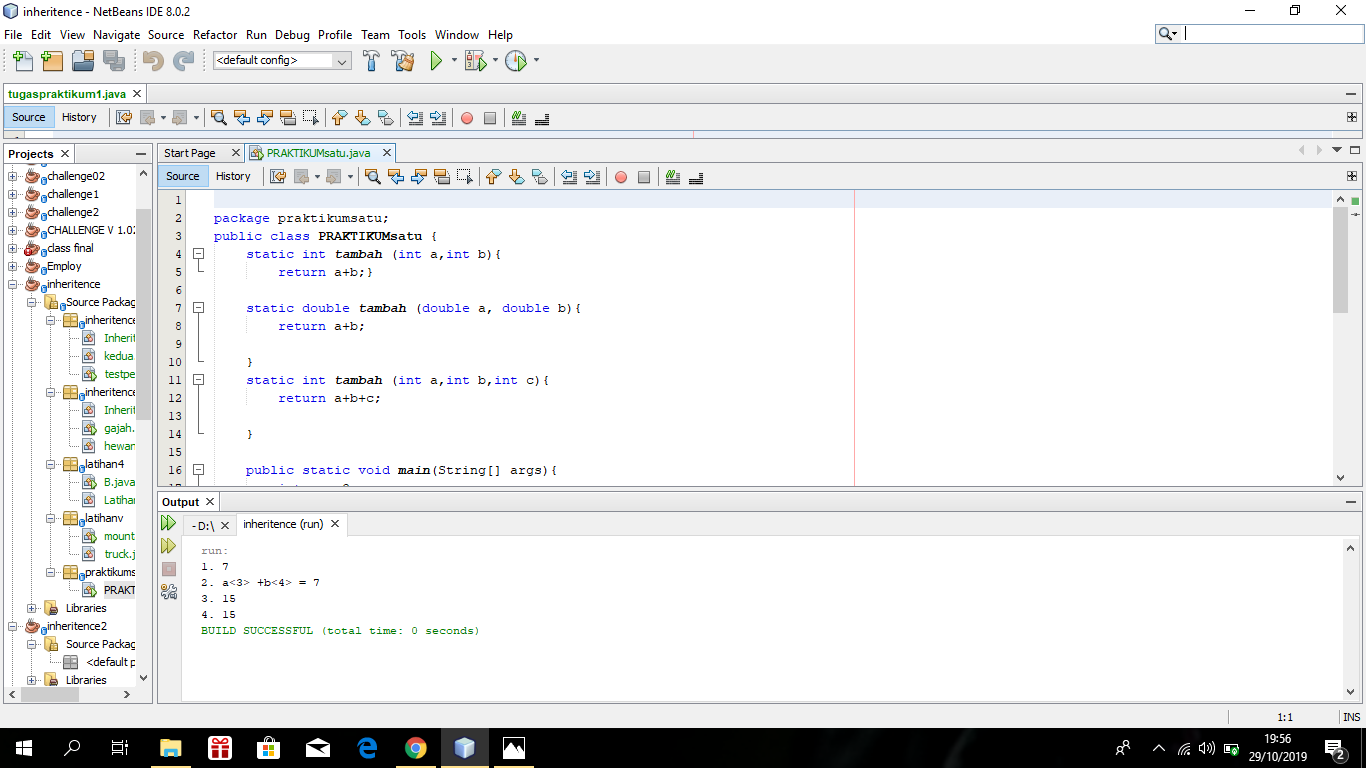 inheritence - NetBeans IDE 8.0.2
File Edit View Navigate Source Refactor Run Debug Profile Team Tools Window Help
<default config>
tugaspraktikum1.java
Source History
Projects
challenge02
challenge1
challenge2
CHALLENGE V 1.02
class final
Employ
inheritence
Source Packag
inheritence
Inherit
kedua
testpe
inheritence
Inherit
gajah.
hewan
latihan4
B.java
Latihan
latihanv
mount
truck.j
praktikums
PRAKT
Libraries
inheritence2
Source Packag
<default p
Libraries
Start Page PRAKTIKUMsatu.java
Source History
1
2 package praktikumsatu;
3 public class PRAKTIKUMsatu {
4 static int tambah (int a,int b){
5 return a+b;}
6
7 static double tambah (double a, double b){
8 return a+b;
9
10 }
11 static int tambah (int a,int b,int c){
12 return a+b+c;
13
14 }
15
16 public static void main(String[] args){
Output
- D:\ inheritence (run)
run:
1. 7
2. a<3> +b<4> = 7
3. 15
4. 15
BUILD SUCCESSFUL (total time: 0 seconds)
1:1 INS
19:56
29/10/2019
2